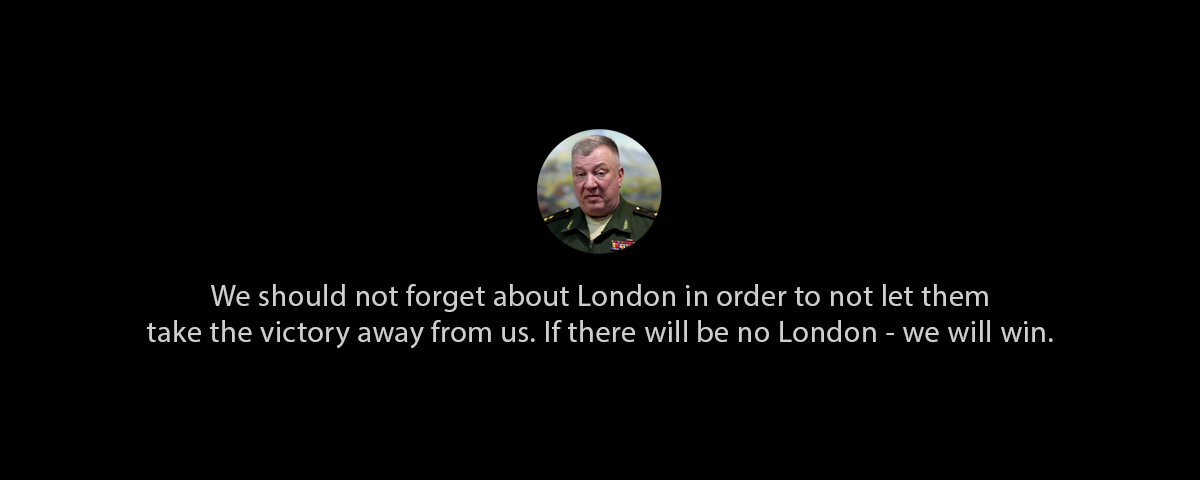 We should not forget about London in order to not let them
take the victory away from us. If there will be no London - we will win.